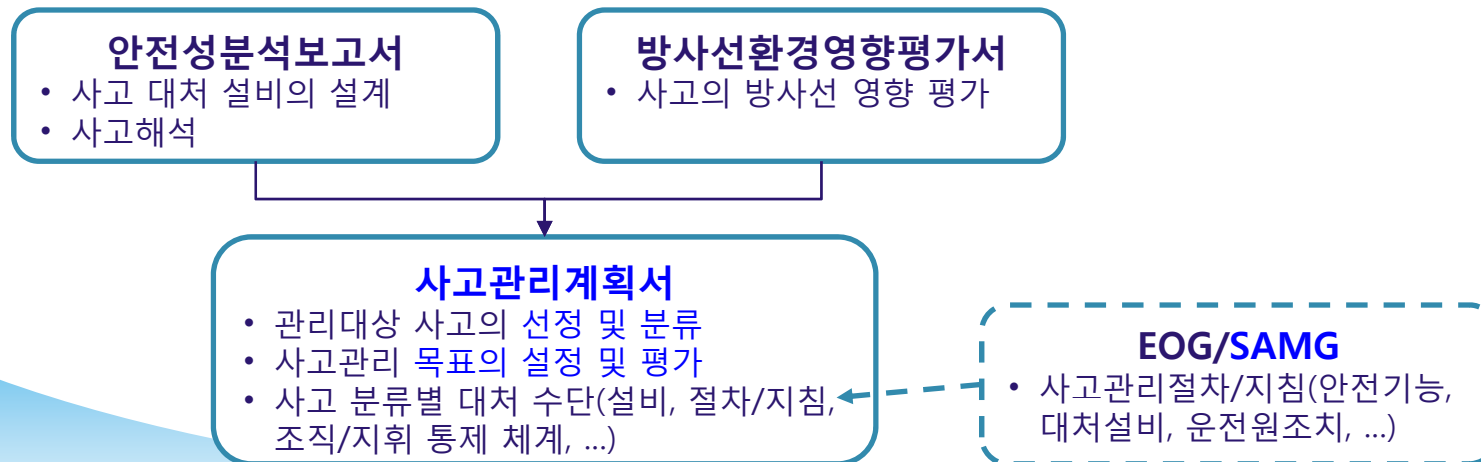 안전성분석보고서
• 사고 대처 설비의 설계
• 사고해석
방사선환경영향평가서
• 사고의 방사선 영향 평가
사고관리계획서
• 관리대상 사고의 선정 및 분류
• 사고관리 목표의 설정 및 평가
• 사고 분류별 대처 수단(설비, 절차/지침,
조직/지휘 통제 체계, ...)
EOG/SAMG
• 사고관리절차/지침(안전기능,
대처설비, 운전원조치, ...)